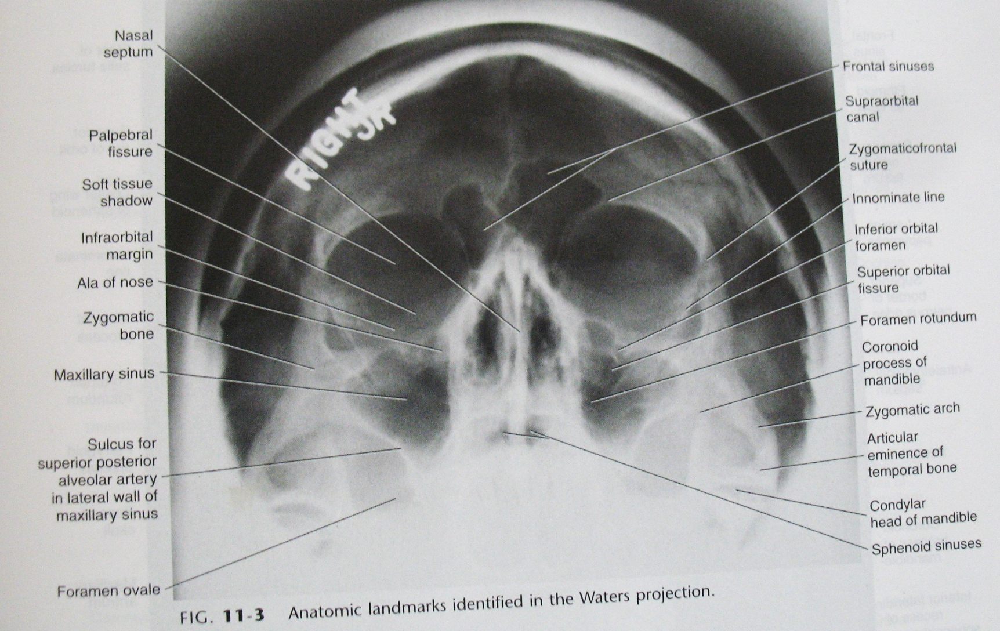 Nasal
septum
Palpebral
fissure
Soft tissue
shadow
Infraorbital
margin
Ala of nose
Zygomatic
bone
Maxillary sinus
Sulcus for
superior posterior
alveolar artery
in lateral wall of
maxillary sinus
Foramen ovale
RIGHT
JA
Frontal sinuses
Supraorbital
canal
Zygomaticofrontal
suture
Innominate line
Inferior orbital
foramen
Superior orbital
fissure
Foramen rotundum
Coronoid
process of
mandible
Zygomatic arch
Articular
eminence of
temporal bone
Condylar
head of mandible
Sphenoid sinuses
FIG. 11-3 Anatomic landmarks identified in the Waters projection.